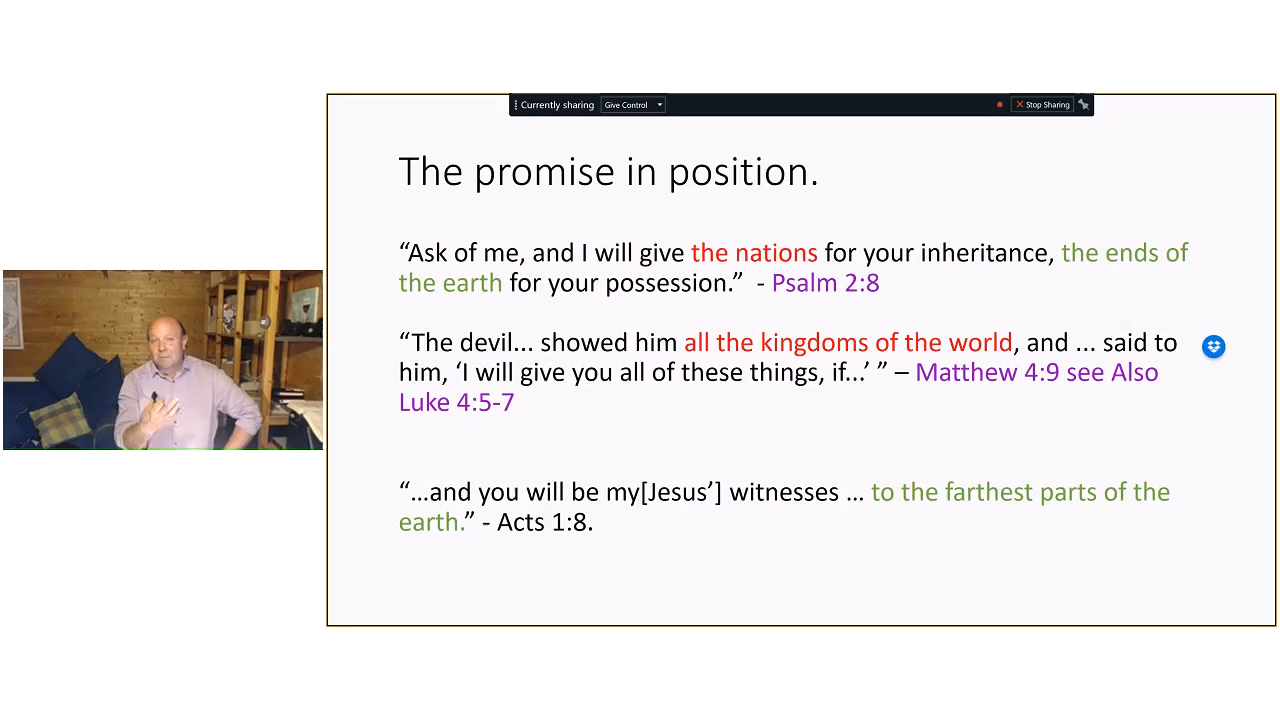 Currently sharing Give Control Stop Sharing
The promise in position.
“Ask of me, and I will give the nations for your inheritance, the ends of
the earth for your possession.” - Psalm 2:8
“The devil... showed him all the kingdoms of the world, and ... said to
him, ‘I will give you all of these things, if...’ ” – Matthew 4:9 see Also
Luke 4:5-7
“...and you will be my[Jesus’] witnesses ... to the farthest parts of the
earth.” - Acts 1:8.